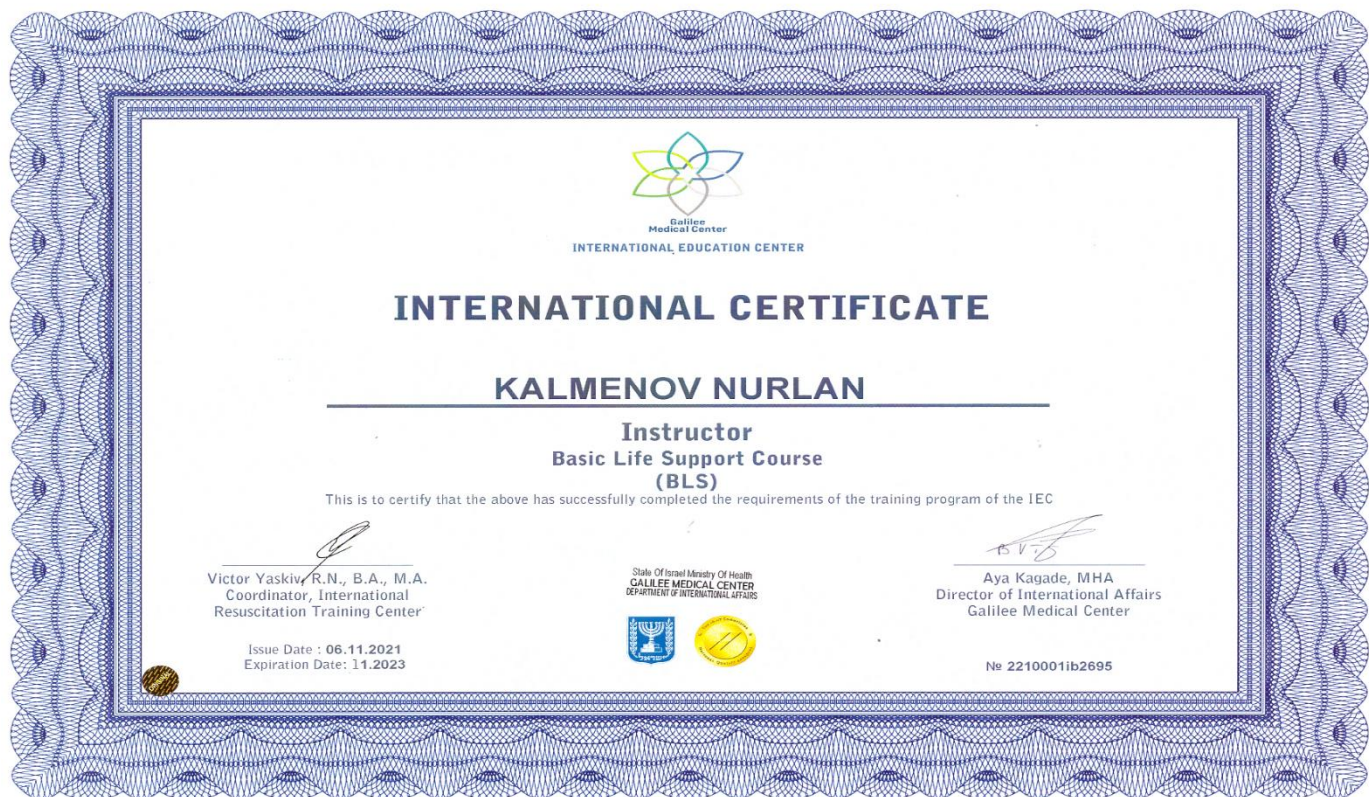 Galilee
Medical Center
INTERNATIONAL EDUCATION CENTER
INTERNATIONAL CERTIFICATE
KALMENOV NURLAN
Instructor
Basic Life Support Course
(BLS)
This is to certify that the above has successfully completed the requirements of the training program of the IEC
Victor Yaskiv, R.N., B.A., M.A.
Coordinator, International
Resuscitation Training Center
Issue Date : 06.11.2021
Expiration Date: 11.2023
State Of Israel Ministry Of Health
GALILEE MEDICAL CENTER
DEPARTMENT OF INTERNATIONAL AFFAIRS
ישראל
Aya Kagade, MHA
Director of International Affairs
Galilee Medical Center
№ 2210001ib2695